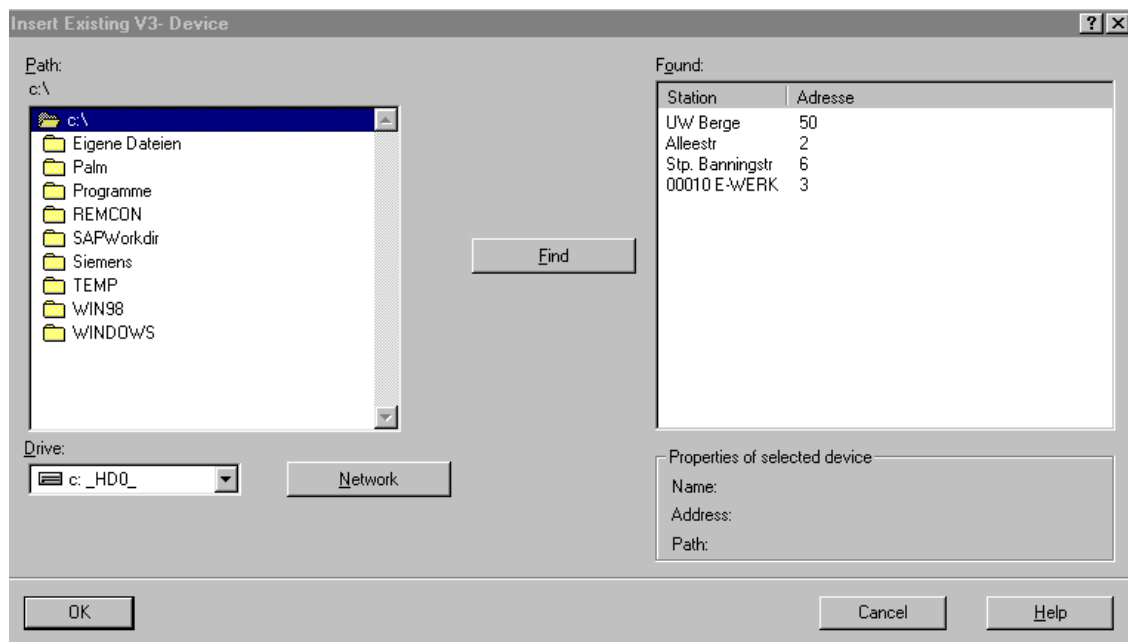 Insert Existing V3- Device
Path:
c:\
c:\
Eigene Dateien
Palm
Programme
REMCON
SAPWorkdir
Siemens
TEMP
WIN98
WINDOWS
Drive:
c: _HD0_
Network
Find
Found:
Station Adresse
UW Berge 50
Alleestr 2
Stp. Banningstr 6
00010 E-WERK 3
Properties of selected device
Name:
Address:
Path:
OK
Cancel
Help